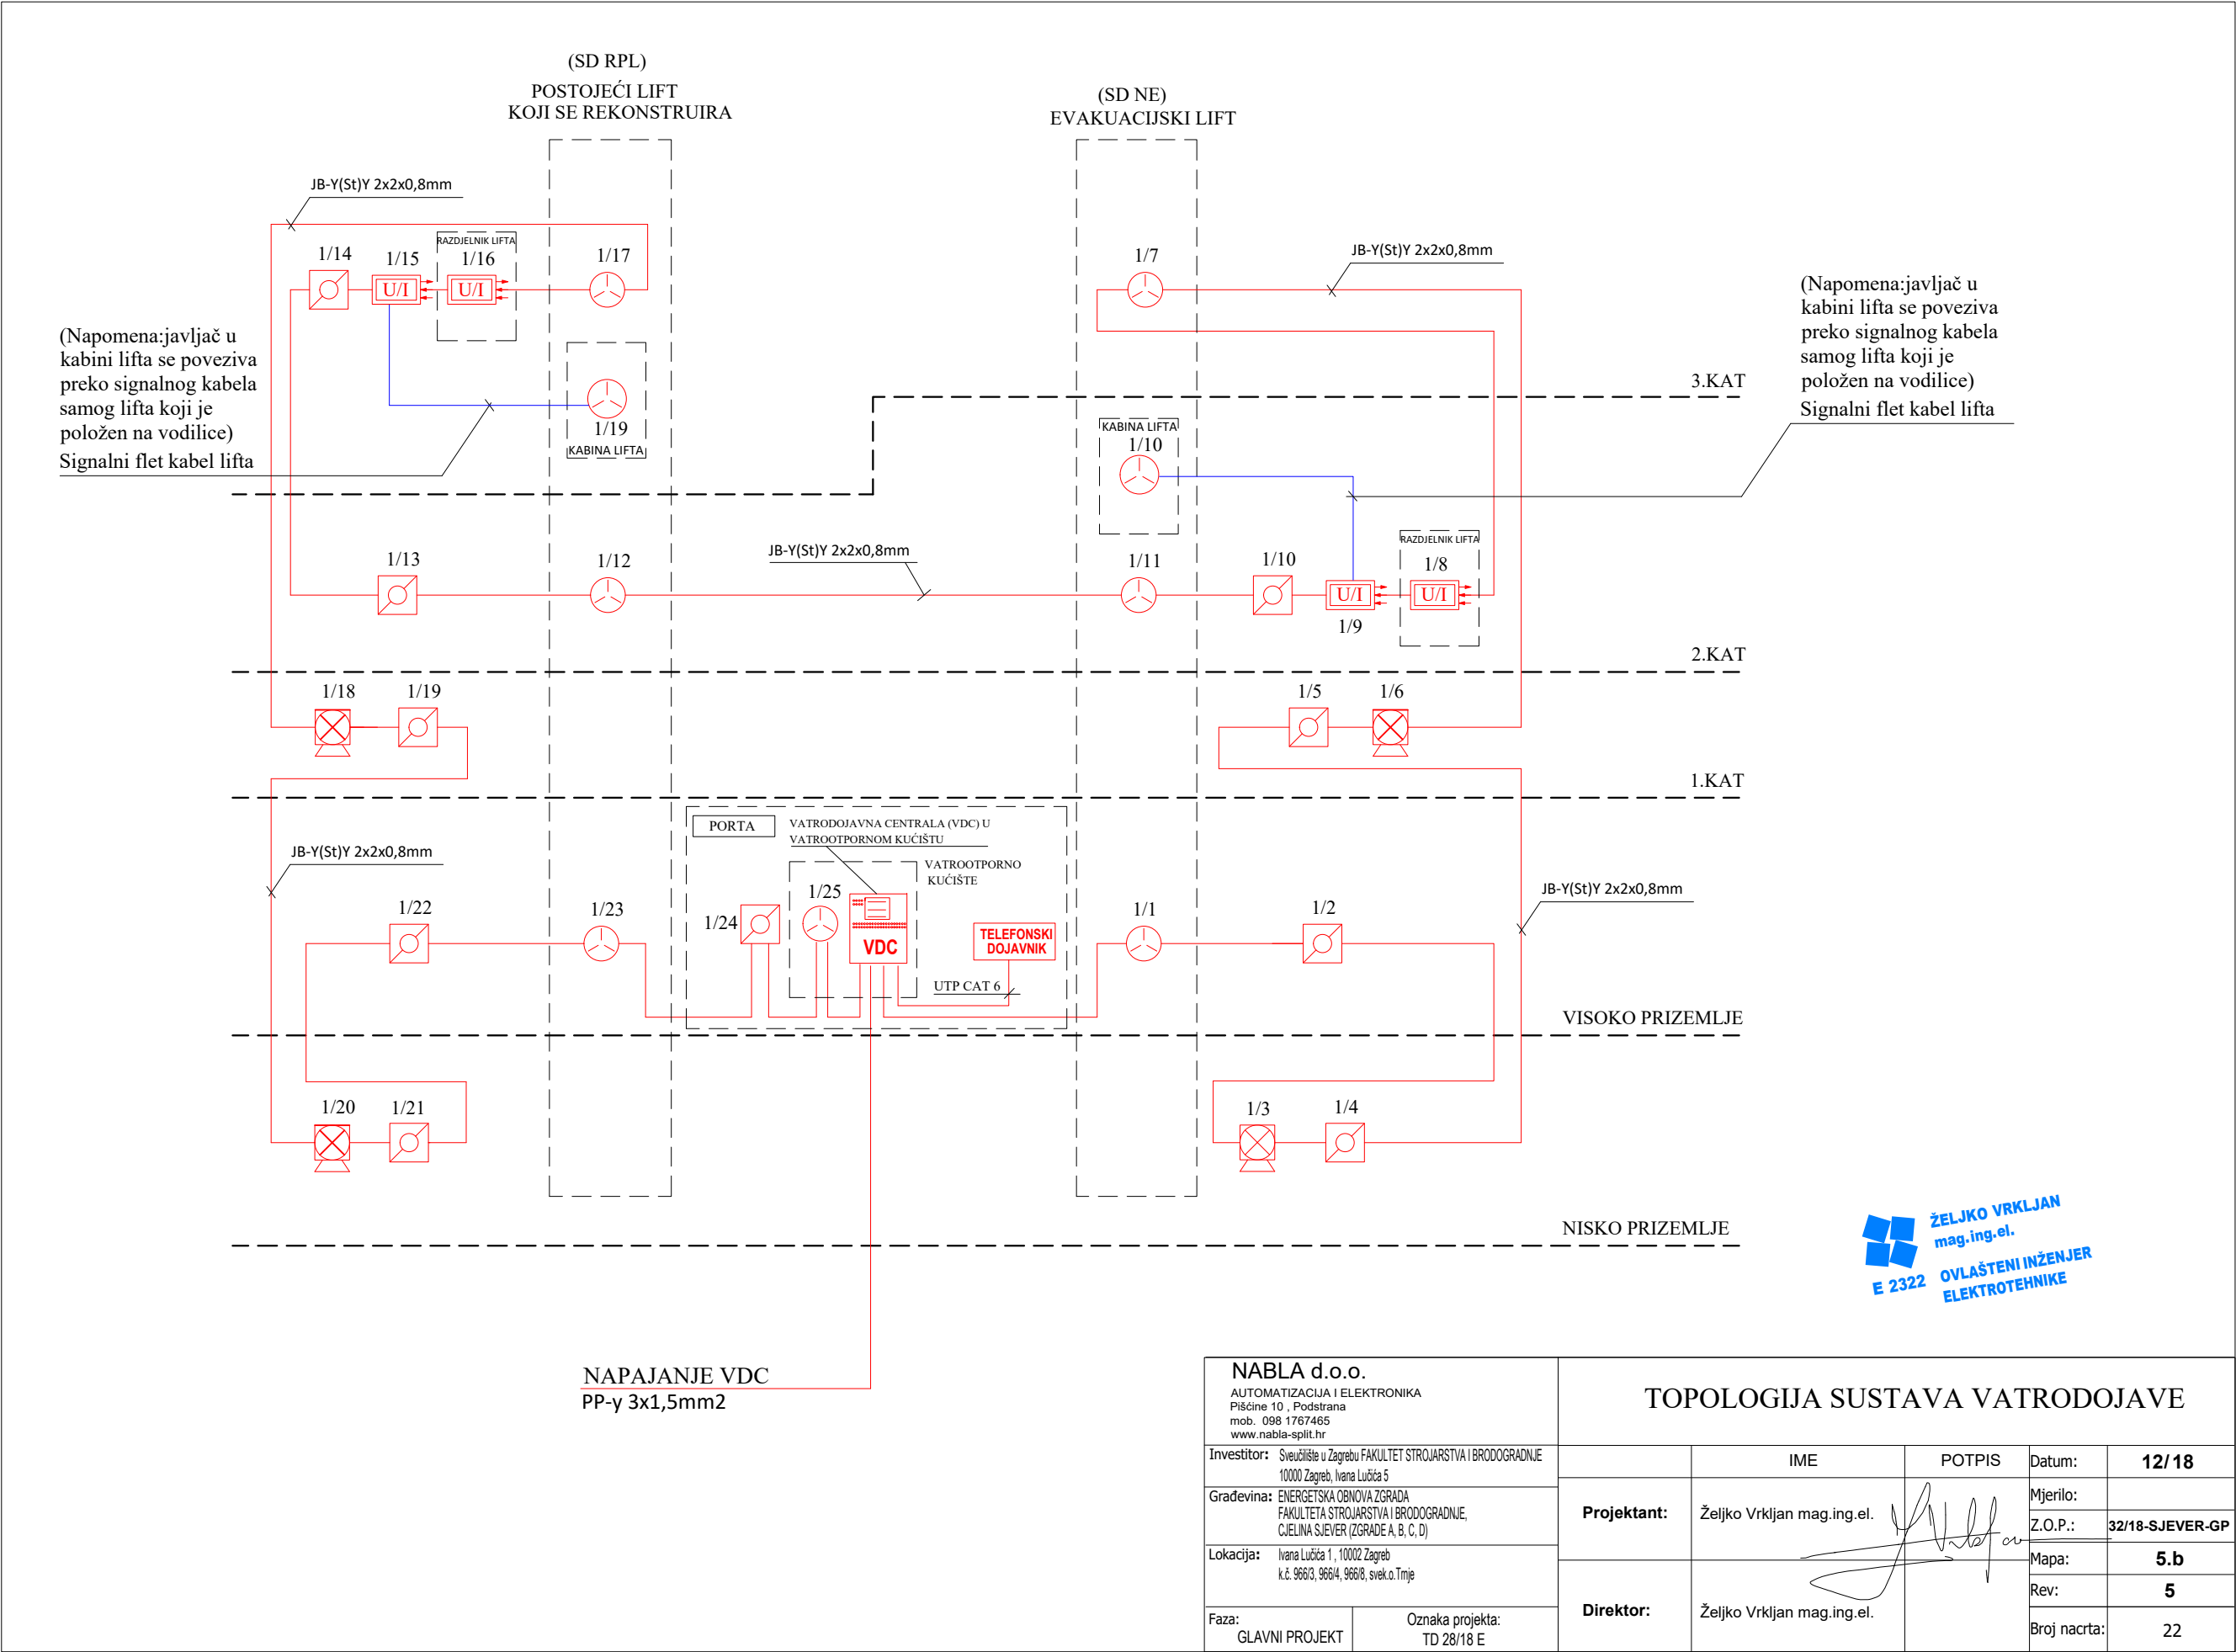 (SD RPL)
POSTOJEĆI LIFT
KOJI SE REKONSTRUIRA
(SD NE)
EVAKUACIJSKI LIFT
JB-Y(St)Y 2x2x0,8mm
1/14
1/15
RAZDJELNIK LIFTA
1/16
U/I
U/I
1/17
1/7
JB-Y(St)Y 2x2x0,8mm
(Napomena:javljač u
kabini lifta se poveziva
preko signalnog kabela
samog lifta koji je
položen na vodilice)
Signalni flet kabel lifta
(Napomena:javljač u
kabini lifta se poveziva
preko signalnog kabela
samog lifta koji je
položen na vodilice)
Signalni flet kabel lifta
1/19
KABINA LIFTA
3.KAT
KABINA LIFTA
1/10
1/13
1/12
JB-Y(St)Y 2x2x0,8mm
1/11
1/10
U/I
1/9
RAZDJELNIK LIFTA
1/8
U/I
2.KAT
1/18
1/19
1/5
1/6
1.KAT
PORTA
VATRODOJAVNA CENTRALA (VDC) U
VATROOTPORNOM KUĆIŠTU
VATROOTPORNO
KUĆIŠTE
JB-Y(St)Y 2x2x0,8mm
1/22
1/23
1/24
1/25
VDC
TELEFONSKI
DOJAVNIK
UTP CAT 6
1/1
1/2
JB-Y(St)Y 2x2x0,8mm
VISOKO PRIZEMLJE
1/20
1/21
1/3
1/4
NISKO PRIZEMLJE
ŽELJKO VRKLJAN
mag.ing.el.
E 2322
OVLAŠTENI INŽENJER
ELEKTROTEHNIKE
NAPAJANJE VDC
PP-y 3x1,5mm2
NABLA d.o.o.
AUTOMATIZACIJA I ELEKTRONIKA
Pišćine 10 , Podstrana
mob. 098 1767465
www.nabla-split.hr
TOPOLOGIJA SUSTAVA VATRODOJAVE
Investitor: Sveučilište u Zagrebu FAKULTET STROJARSTVA I BRODOGRADNJE
10000 Zagreb, Ivana Lučića 5
Građevina: ENERGETSKA OBNOVA ZGRADA
FAKULTETA STROJARSTVA I BRODOGRADNJE,
CJELINA SJEVER (ZGRADE A, B, C, D)
Lokacija: Ivana Lučića 1 , 10002 Zagreb
k.č. 966/3, 966/4, 966/8, svek.o.Trnje
Faza:
GLAVNI PROJEKT
Oznaka projekta:
TD 28/18 E
IME
POTPIS
Projektant: Željko Vrkljan mag.ing.el.
Direktor: Željko Vrkljan mag.ing.el.
Datum: 12/18
Mjerilo:
Z.O.P.: 32/18-SJEVER-GP
Mapa: 5.b
Rev: 5
Broj nacrta: 22